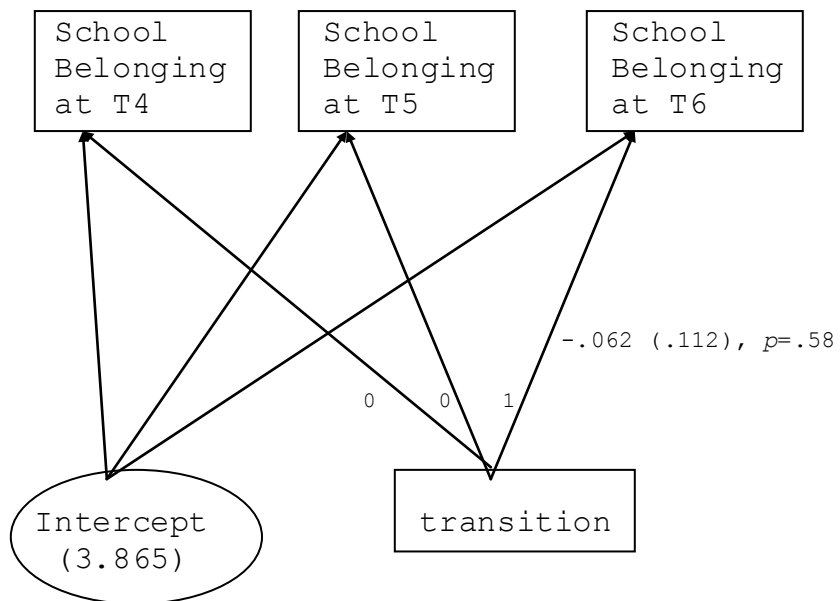 School
Belonging
at T4
School
Belonging
at T5
School
Belonging
at T6
-.062 (.112), p=.58
0 0 1
Intercept
(3.865)
transition